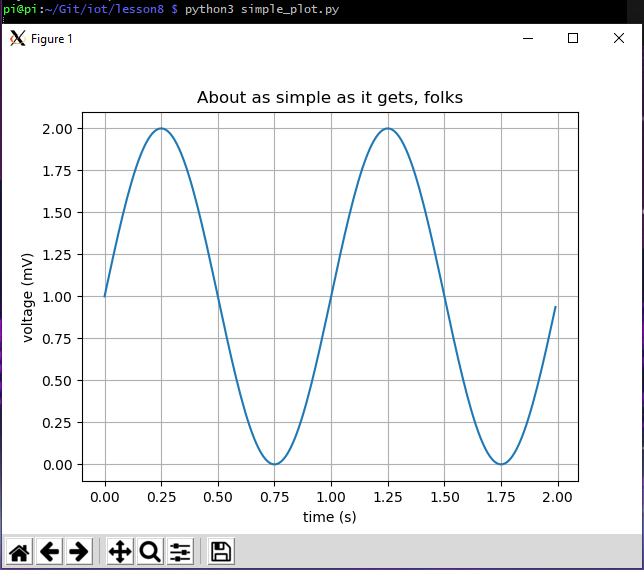 pi@pi:~/Git/iot/lesson8 $ python3 simple_plot.py
Figure 1
About as simple as it gets, folks
voltage (mV)
2.00
1.75
1.50
1.25
1.00
0.75
0.50
0.25
0.00
0.00 0.25 0.50 0.75 1.00 1.25 1.50 1.75 2.00
time (s)